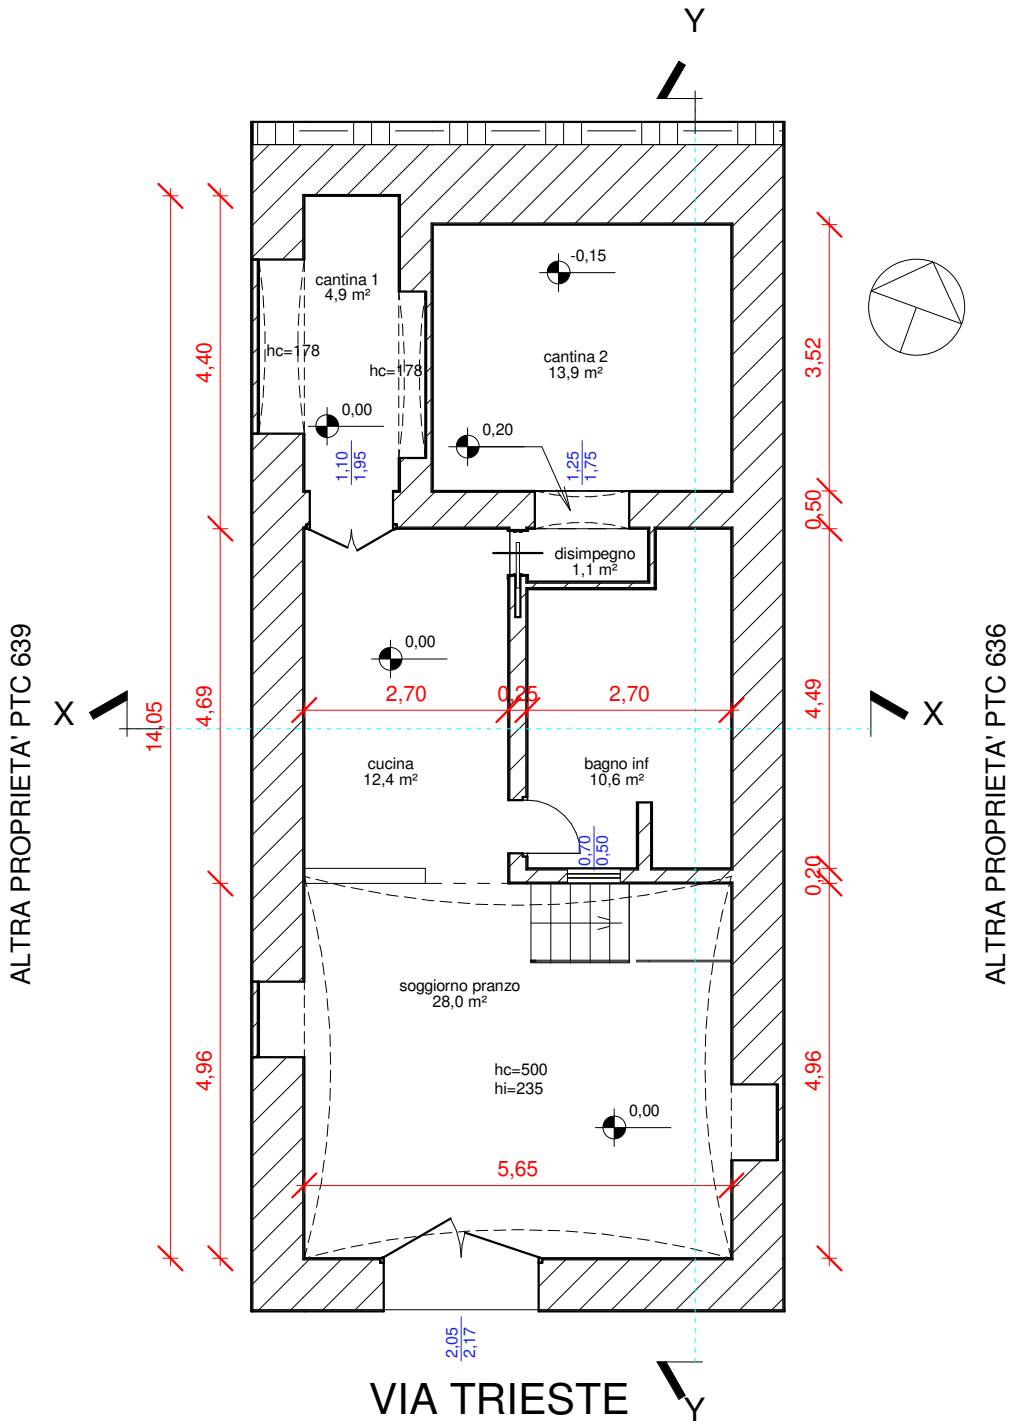 Y
-0,15
cantina 1
4,9 m²
hc=178
hc=178
cantina 2
13,9 m²
4,40
3,52
0,00
0,20
1,10
1,95
1,25
1,75
0,50
disimpegno
1,1 m²
0,00
2,70
0,25
2,70
ALTRA PROPRIETA' PTC 639
X
14,05
4,69
4,49
X
ALTRA PROPRIETA' PTC 636
cucina
12,4 m²
bagno inf
10,6 m²
0,70
0,50
0,20
soggiorno pranzo
28,0 m²
4,96
4,96
hc=500
hi=235
0,00
5,65
2,05
2,17
VIA TRIESTE
Y